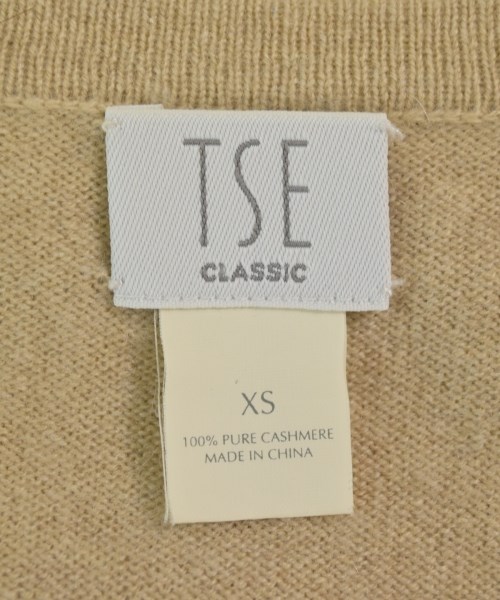 TSE
CLASSIC
XS
100% PURE CASHMERE
MADE IN CHINA